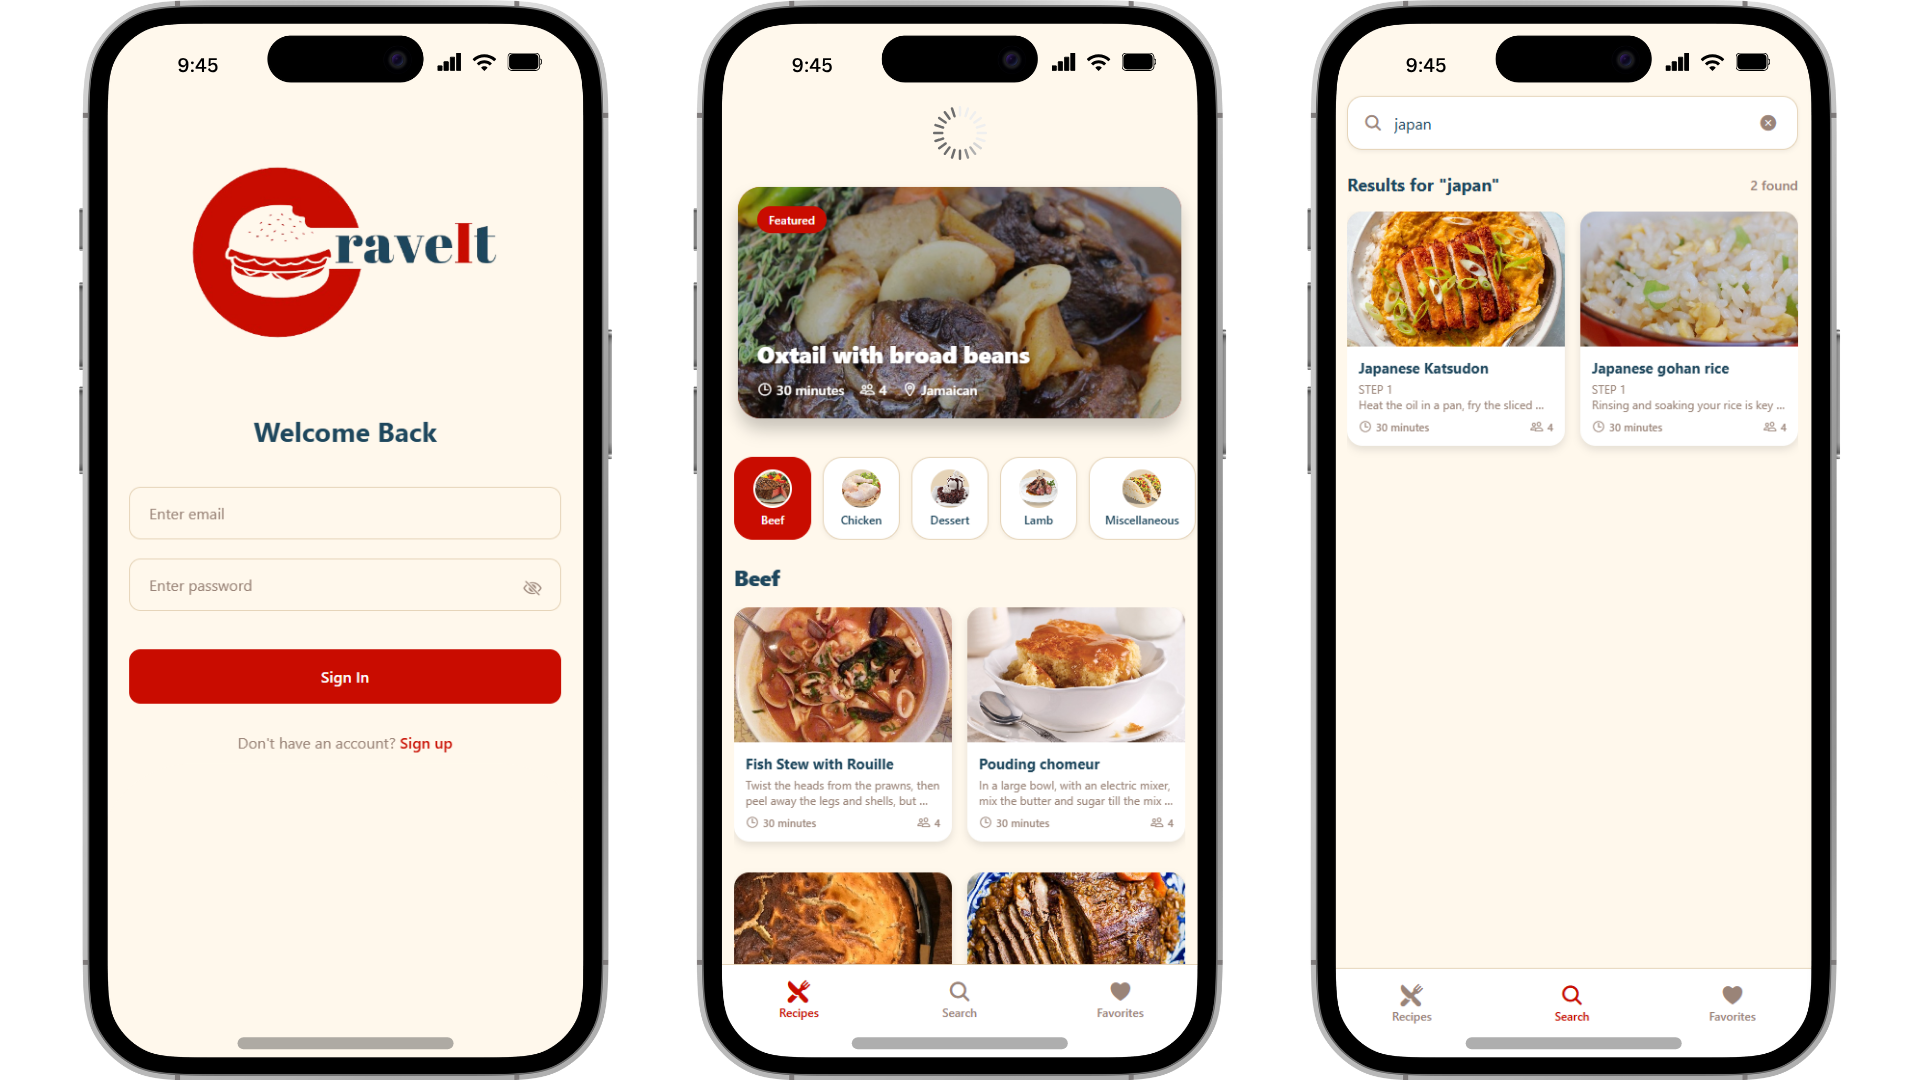 9:45
raveIt
Welcome Back
Enter email
Enter password
Sign In
Don't have an account? Sign up
9:45
Featured
Oxtail with broad beans
30 minutes 4 Jamaican
Beef Chicken Dessert Lamb Miscellaneous
Beef
Fish Stew with Rouille
Twist the heads from the prawns, then
peel away the legs and shells, but ...
30 minutes 4
Pouding chomeur
In a large bowl, with an electric mixer,
mix the butter and sugar till the mix ...
30 minutes 4
Recipes Search Favorites
9:45
japan
Results for "japan" 2 found
Japanese Katsudon
STEP 1
Heat the oil in a pan, fry the sliced ...
30 minutes 4
Japanese gohan rice
STEP 1
Rinsing and soaking your rice is key ...
30 minutes 4
Recipes Search Favorites